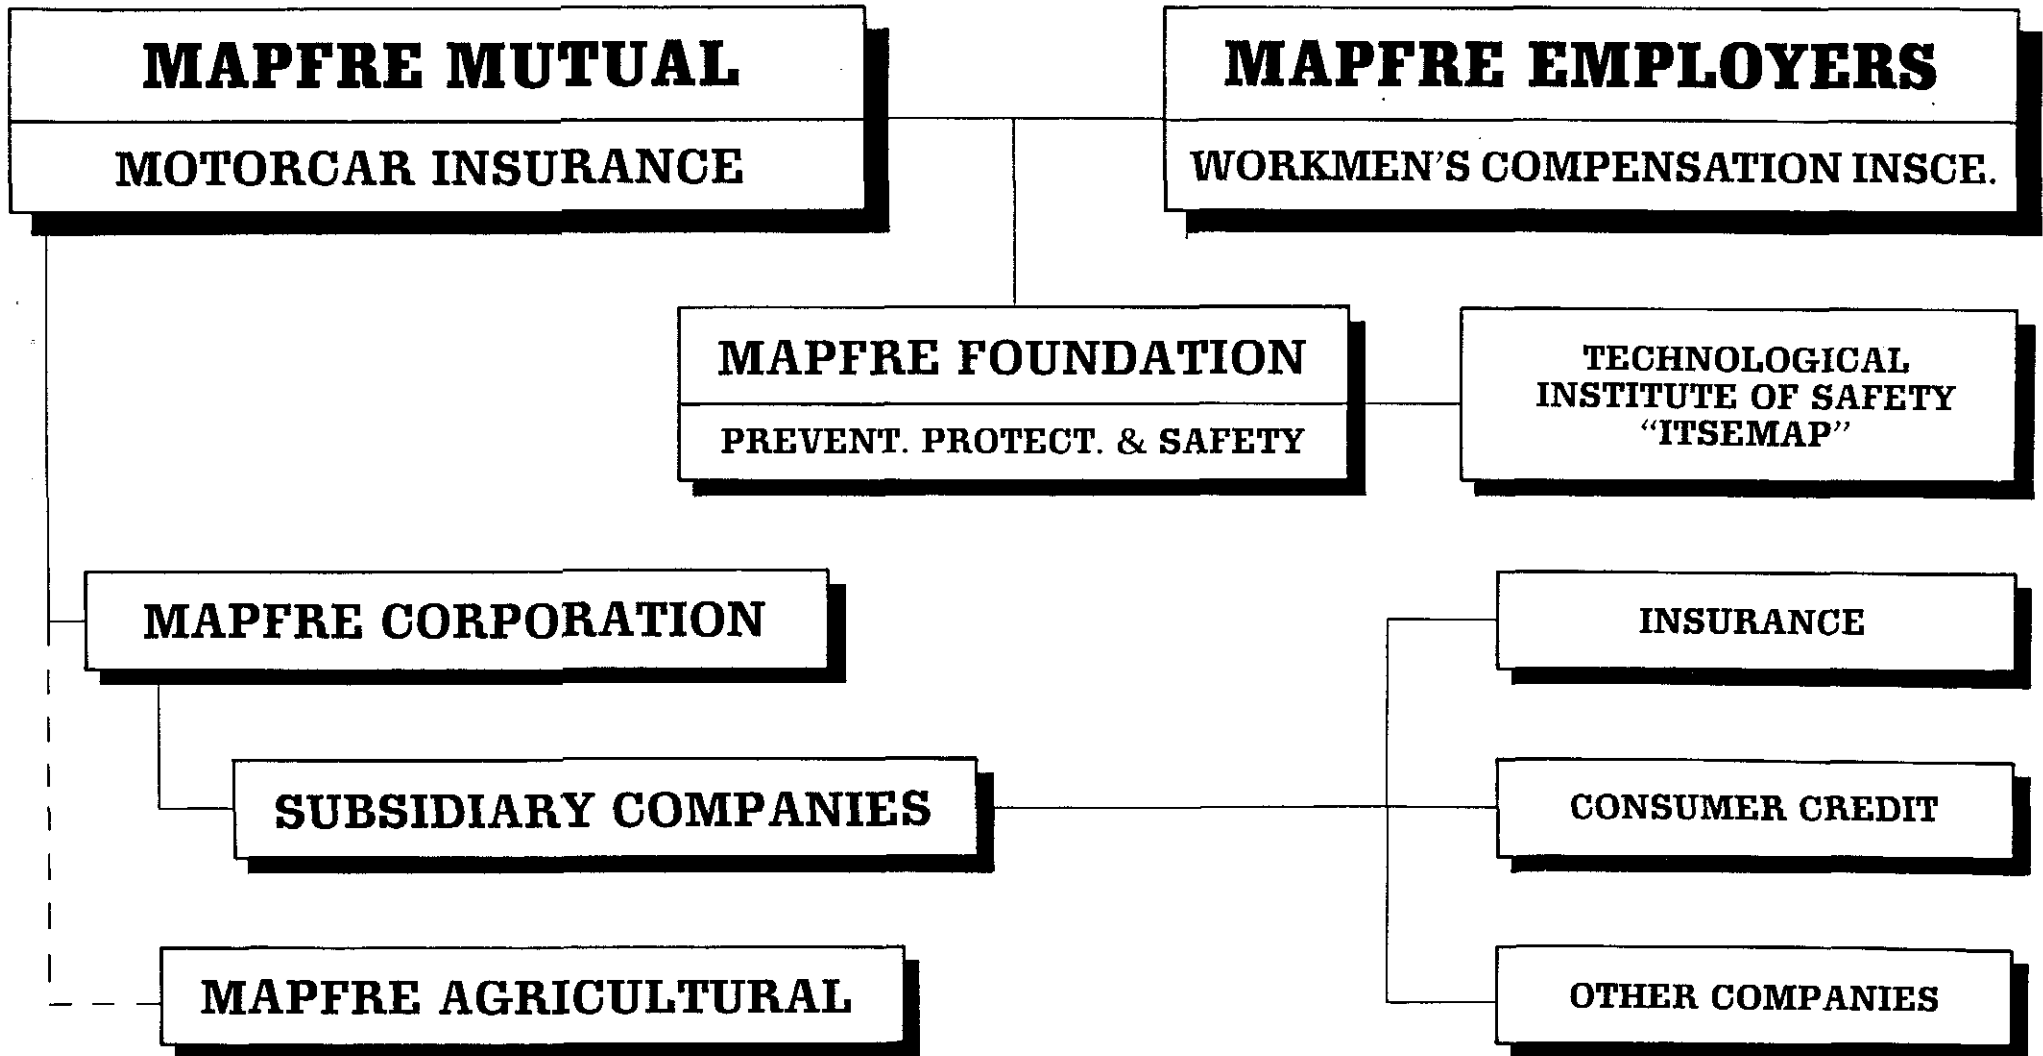 MAPFRE MUTUAL
MOTORCAR INSURANCE
MAPFRE EMPLOYERS
WORKMEN'S COMPENSATION INSCE.
MAPFRE FOUNDATION
PREVENT. PROTECT. & SAFETY
TECHNOLOGICAL
INSTITUTE OF SAFETY
“ITSEMAP”
MAPFRE CORPORATION
SUBSIDIARY COMPANIES
MAPFRE AGRICULTURAL
INSURANCE
CONSUMER CREDIT
OTHER COMPANIES